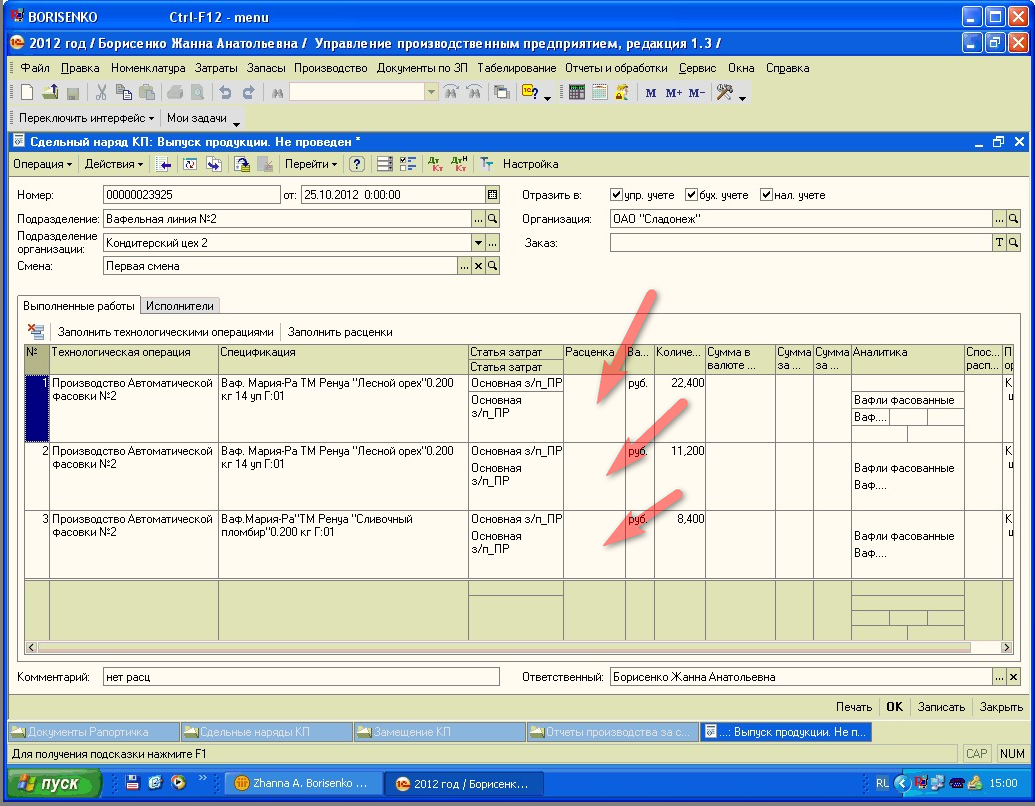 BORISENKO Ctrl-F12 - menu
2012 год / Борисенко Жанна Анатольевна / Управление производственным предприятием, редакция 1.3 /
Файл Правка Номенклатура Затраты Запасы Производство Документы по ЗП Табелирование Отчеты и обработки Сервис Окна Справка
M M+ M-
Переключить интерфейс Мои задачи
Сдельный наряд КП: Выпуск продукции. Не проведен *
Операция Действия Перейти ? Дт Кт Дт Кт Н Настройка
Номер: 00000023925 от: 25.10.2012 0:00:00 Отразить в: упр. учете бух. учете нал. учете
Подразделение: Вафельная линия №2 ... Организация: ОАО "Сладонеж" ...
Подразделение
организации: Кондитерский цех 2 ... Заказ: T
Смена: Первая смена ... x
Выполненные работы Исполнители
Заполнить технологическими операциями Заполнить расценки
№ Технологическая операция Спецификация Статья затрат Расценка Ва... Количе... Сумма в Сумма Сумма Аналитика Спос... П
Статья затрат валюте ... за ... за ... расп... ор
1 Производство Автоматической Ваф. Мария-Ра ТМ Ренуа "Лесной орех"0.200 Основная з/п_ПР руб. 22,400 К
фасовки №2 кг 14 уп Г:01 Основная Вафли фасованные ц
з/п_ПР Ваф....
2 Производство Автоматической Ваф. Мария-Ра ТМ Ренуа "Лесной орех"0.200 Основная з/п_ПР руб. 11,200 К
фасовки №2 кг 14 уп Г:01 Основная Вафли фасованные ц
з/п_ПР Ваф....
3 Производство Автоматической Ваф.Мария-Ра"ТМ Ренуа "Сливочный Основная з/п_ПР руб. 8,400 К
фасовки №2 пломбир"0.200 кг Г:01 Основная Вафли фасованные ц
з/п_ПР Ваф....
Комментарий: нет расц Ответственный: Борисенко Жанна Анатольевна ... x
Печать OK Записать Закрыть
Документы Рапортичка Сдельные наряды КП Замещение КП Отчеты производства за с... ...: Выпуск продукции. Не п...
Для получения подсказки нажмите F1 CAP NUM
пуск Zhanna A. Borisenko ... 2012 год / Борисенк... RL 15:00